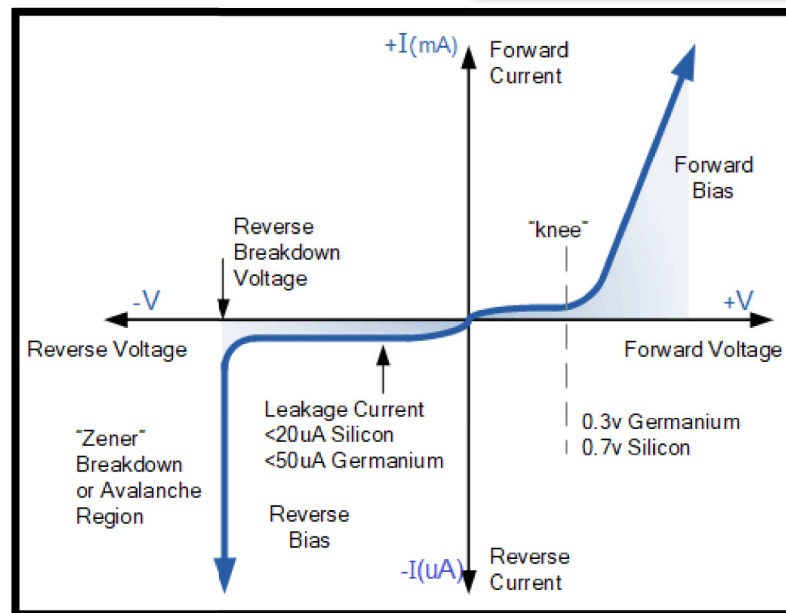 +I(mA)
Forward
Current
Forward
Bias
"knee"
Reverse
Breakdown
Voltage
-V
+V
Reverse Voltage
Forward Voltage
Leakage Current
<20uA Silicon
<50uA Germanium
0.3v Germanium
0.7v Silicon
"Zener"
Breakdown
or Avalanche
Region
Reverse
Bias
-I(uA)
Reverse
Current